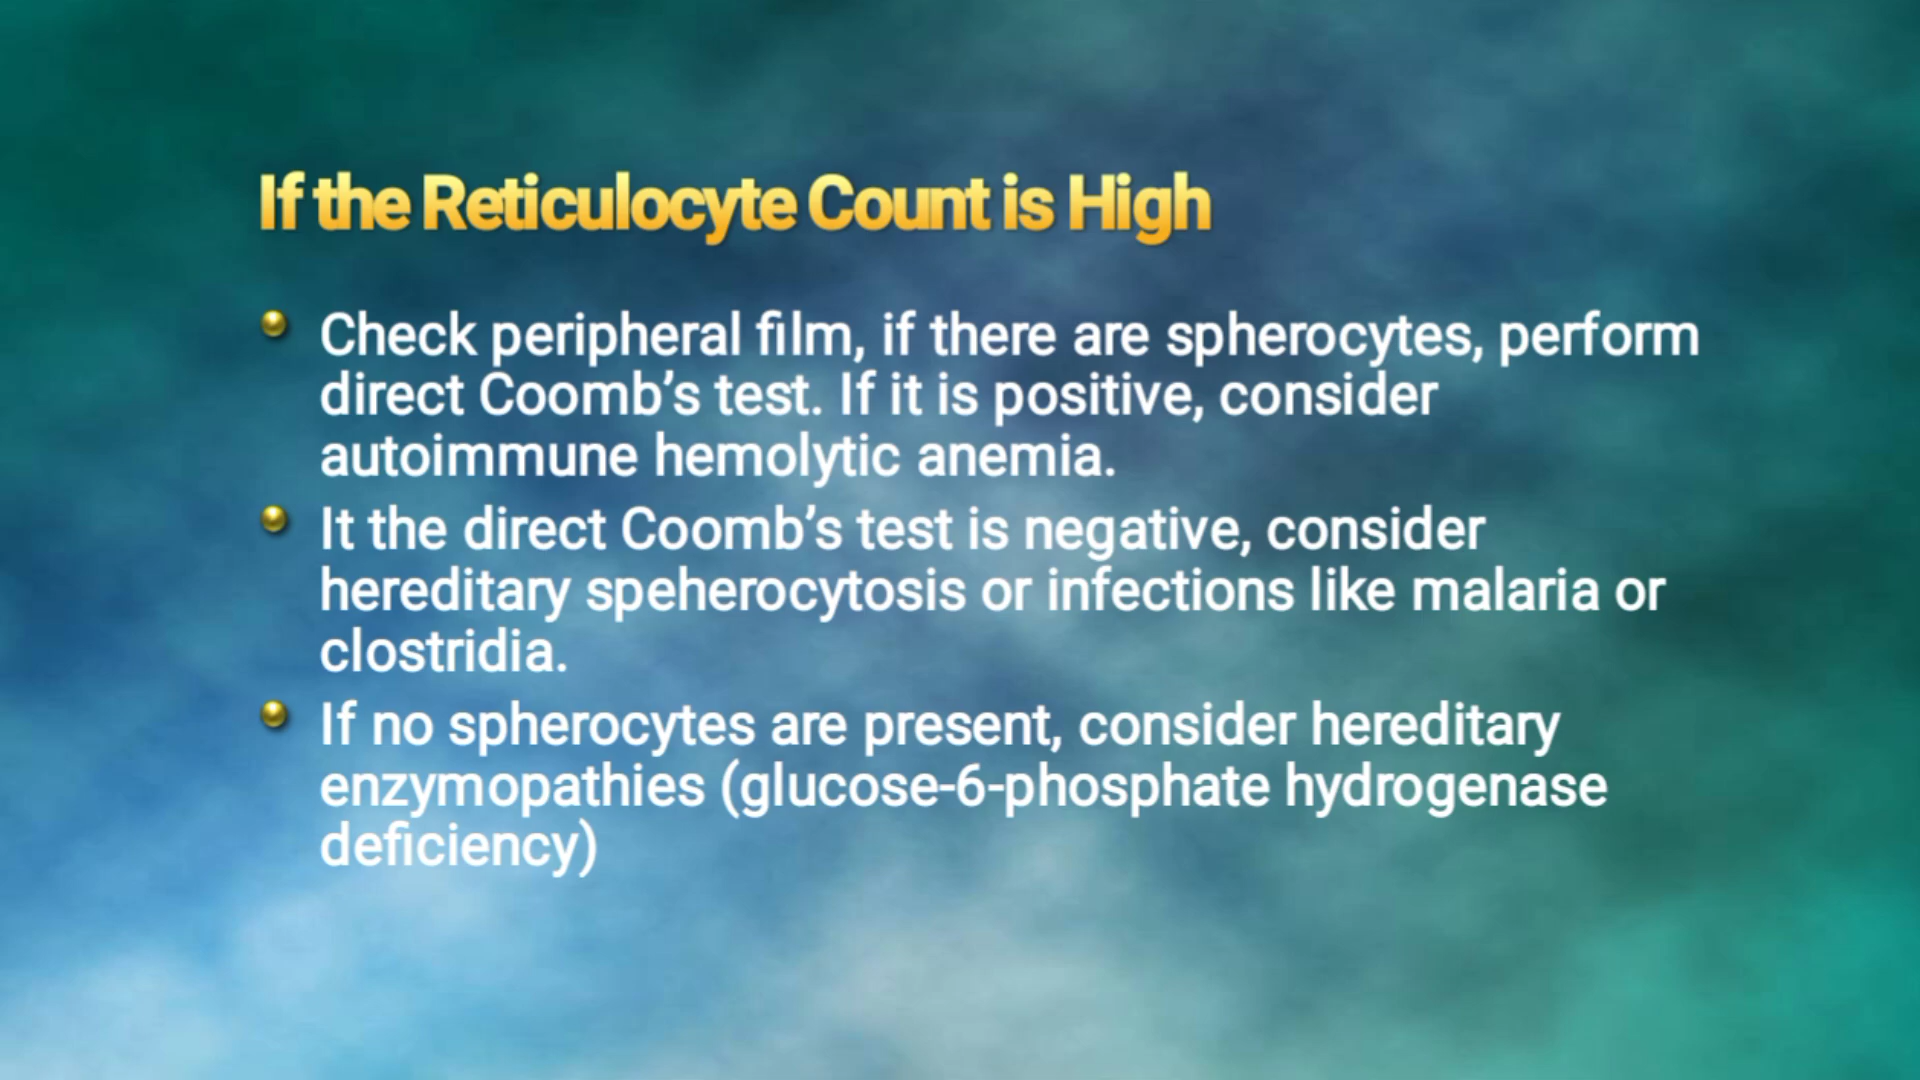 If the Reticulocyte Count is High
Check peripheral film, if there are spherocytes, perform
direct Coomb’s test. If it is positive, consider
autoimmune hemolytic anemia.
It the direct Coomb’s test is negative, consider
hereditary speherocytosis or infections like malaria or
clostridia.
If no spherocytes are present, consider hereditary
enzymopathies (glucose-6-phosphate hydrogenase
deficiency)